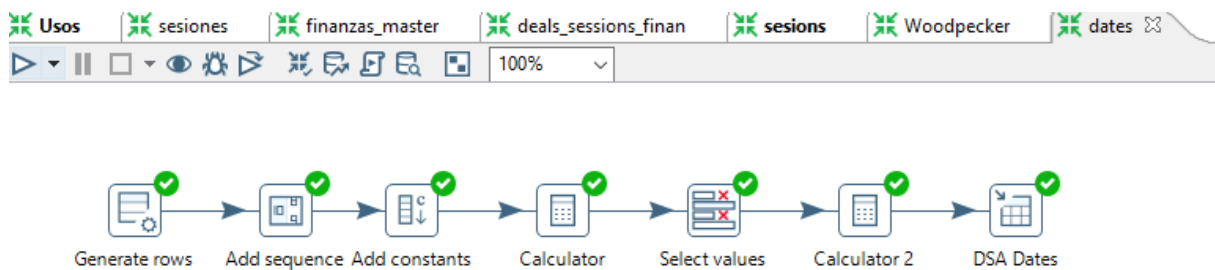 Usos sesiones finanzas_master deals_sessions_finan sesions Woodpecker dates
100%
Generate rows Add sequence Add constants Calculator Select values Calculator 2 DSA Dates